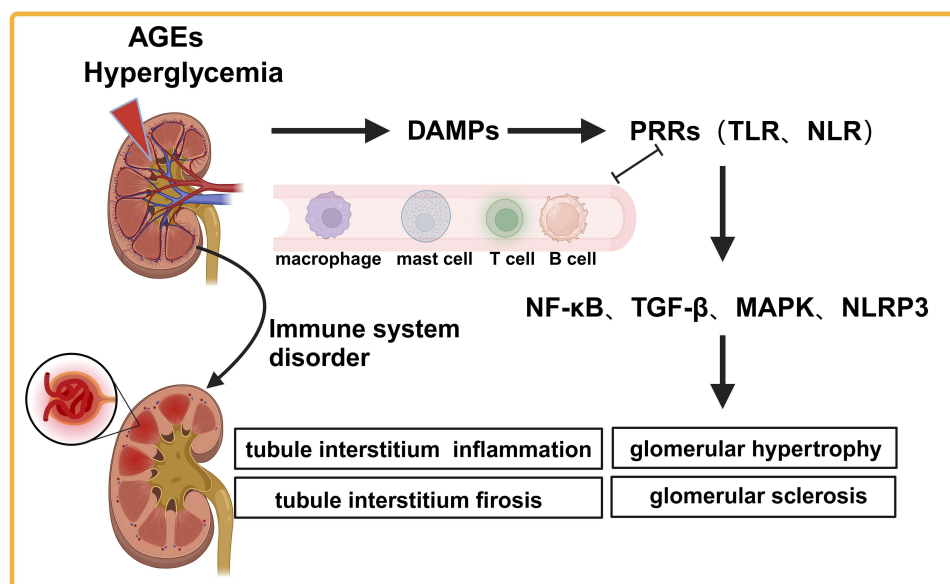 AGEs
Hyperglycemia
DAMPs
PRRs（TLR、NLR）
macrophage
mast cell
T cell
B cell
NF-κB、TGF-β、MAPK、NLRP3
Immune system
disorder
tubule interstitium inflammation
glomerular hypertrophy
tubule interstitium firosis
glomerular sclerosis